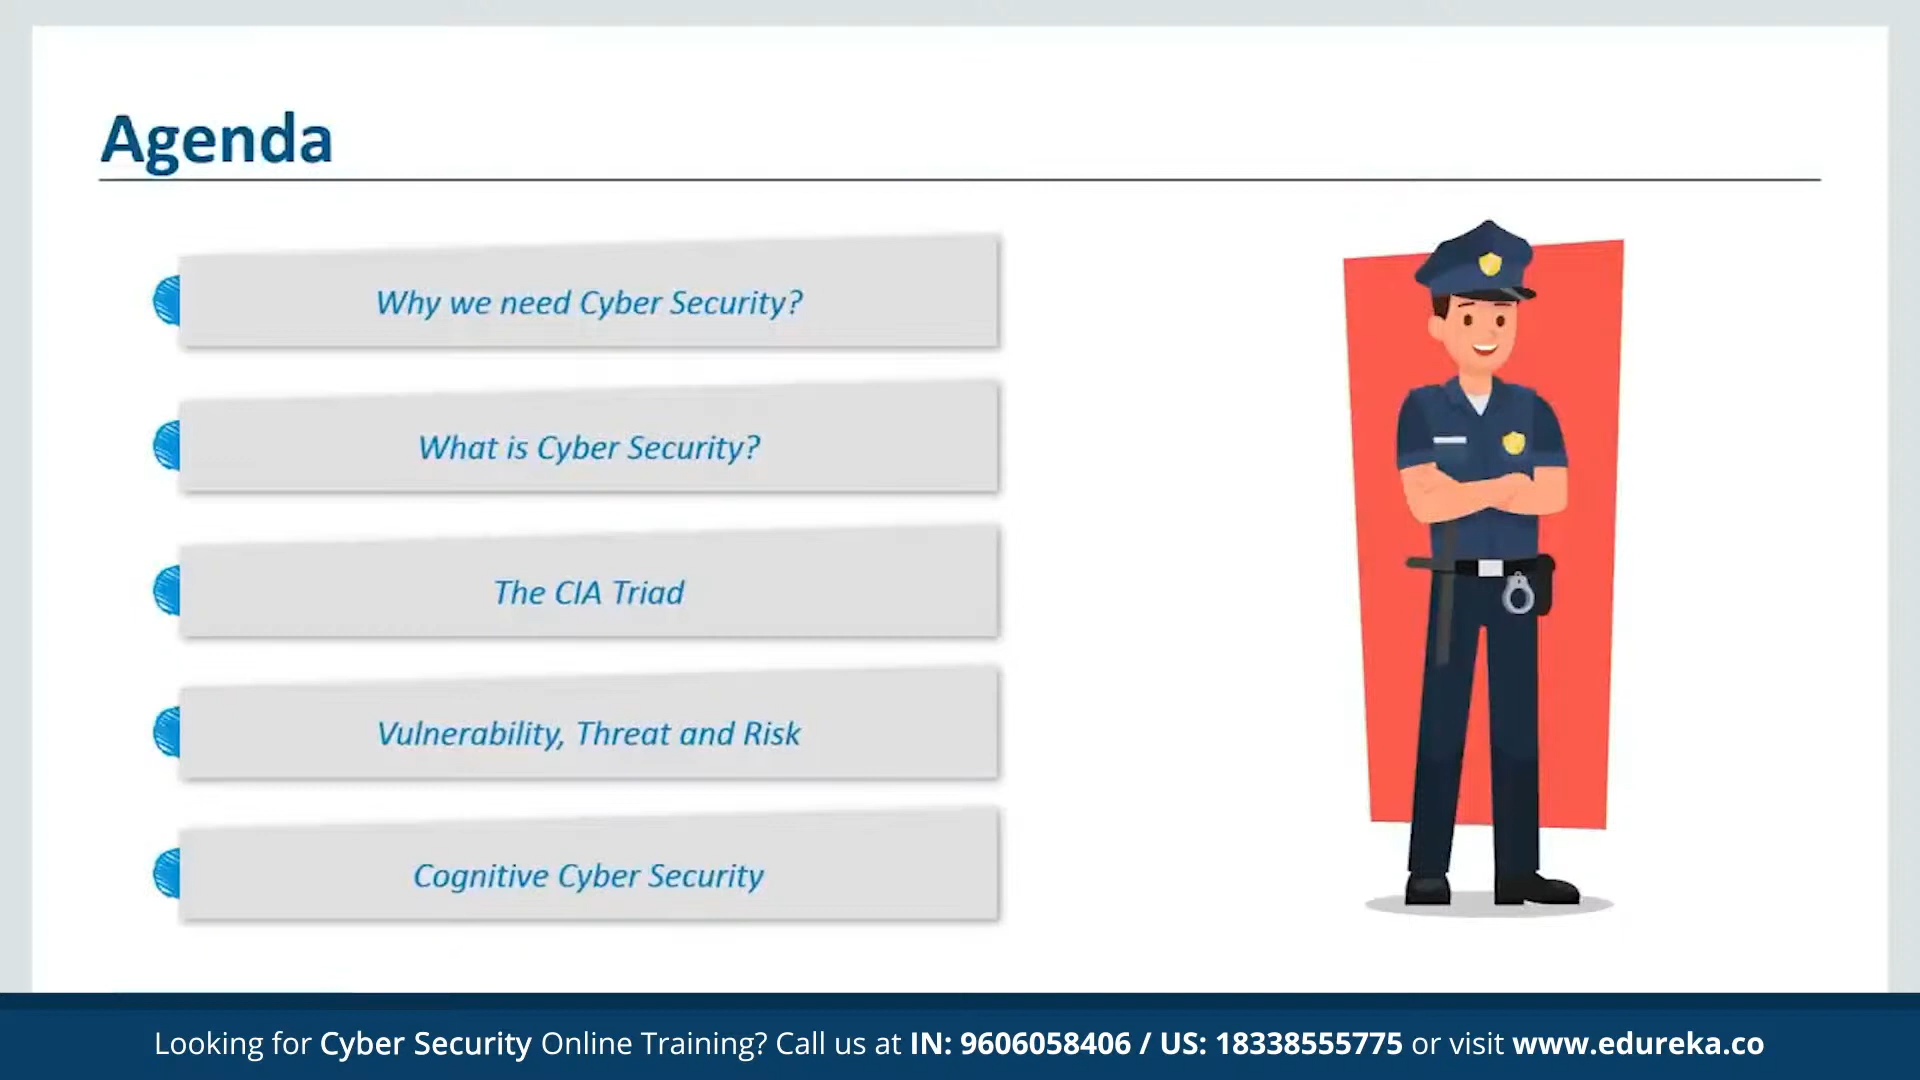 Agenda
Why we need Cyber Security?
What is Cyber Security?
The CIA Triad
Vulnerability, Threat and Risk
Cognitive Cyber Security
Looking for Cyber Security Online Training? Call us at IN: 9606058406 / US: 18338555775 or visit www.edureka.co